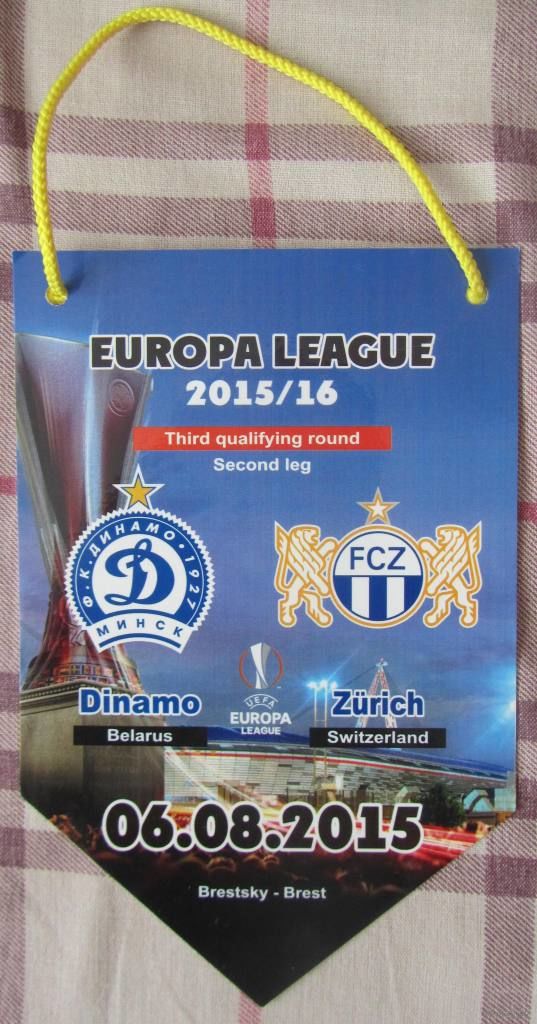 EUROPA LEAGUE
2015/16
Third qualifying round
Second leg
Ф.К.ДИНАМО•1927
МИНСК
Д
FCZ
Dinamo
Belarus
UEFA
EUROPA
LEAGUE
Zürich
Switzerland
06.08.2015
Brestsky - Brest